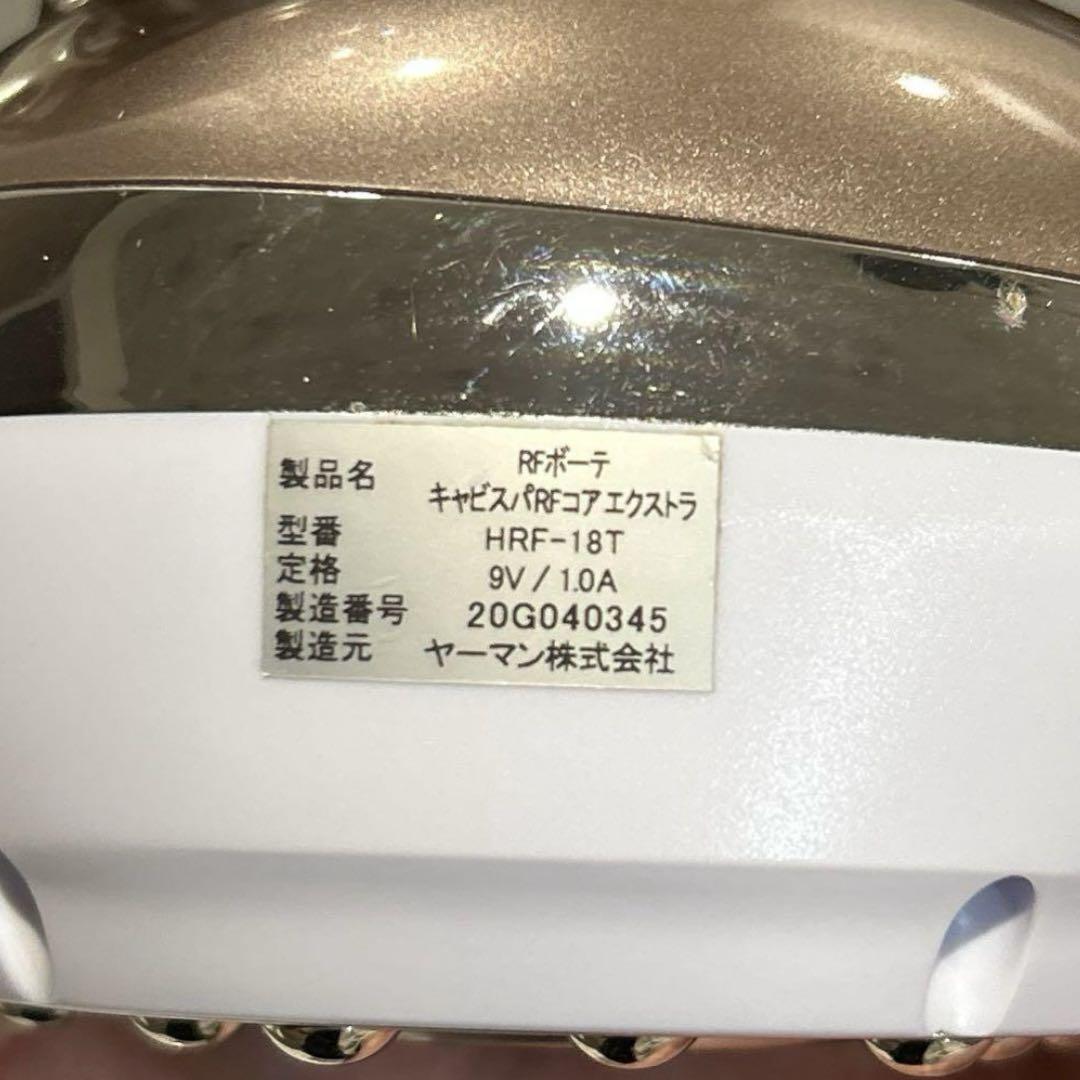 製品名 RFボーテ
キャビスパRFコアエクストラ
型番 HRF-18T
定格 9V / 1.0A
製造番号 20G040345
製造元 ヤーマン株式会社